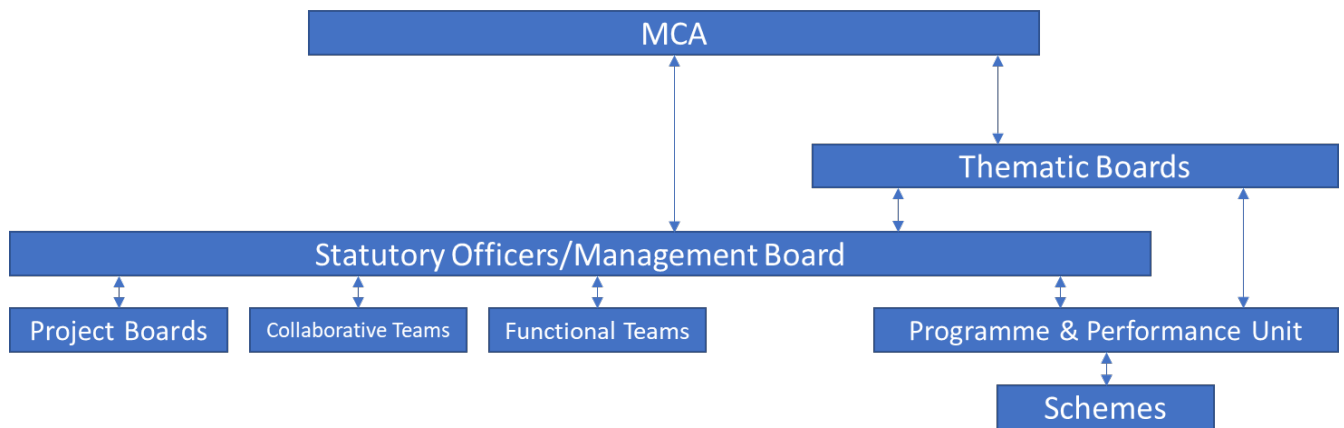 MCA
Thematic Boards
Statutory Officers/Management Board
Project Boards
Collaborative Teams
Functional Teams
Programme & Performance Unit
Schemes